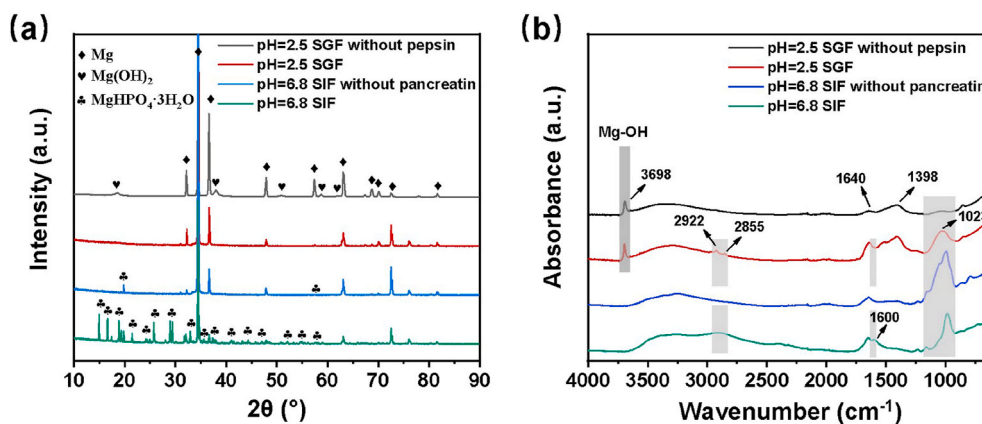 (a)
♦ Mg
♥ Mg(OH)₂
♣ MgHPO₄·3H₂O
pH=2.5 SGF without pepsin
pH=2.5 SGF
pH=6.8 SIF without pancreatin
pH=6.8 SIF
Intensity (a.u.)
10 20 30 40 50 60 70 80 90
2θ (°)
(b)
pH=2.5 SGF without pepsin
pH=2.5 SGF
pH=6.8 SIF without pancreatin
pH=6.8 SIF
Mg-OH
3698
1640
1398
2922
2855
1600
Absorbance (a.u.)
4000 3500 3000 2500 2000 1500 1000
Wavenumber (cm⁻¹)